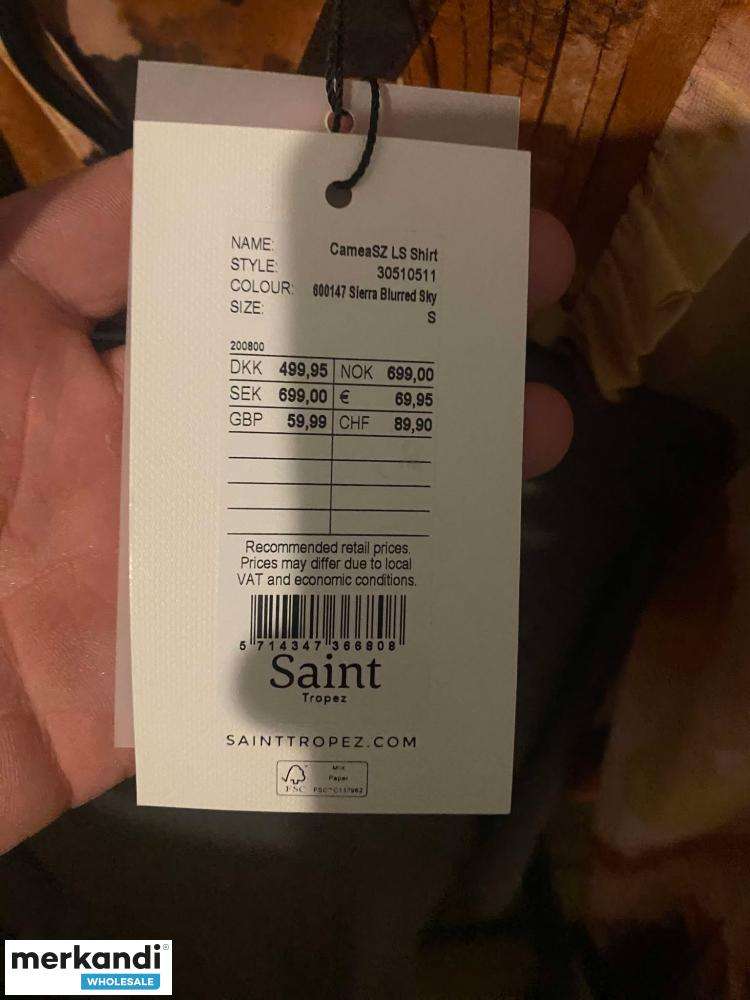 NAME: CameaSZ LS Shirt
STYLE: 30510511
COLOUR: 600147 Sierra Blurred Sky
SIZE: S
200800
DKK 499,95 NOK 699,00
SEK 699,00 € 69,95
GBP 59,99 CHF 89,90
Recommended retail prices.
Prices may differ due to local
VAT and economic conditions.
5 714347 366808
Saint
Tropez
SAINTTROPEZ.COM
MIX
Paper
FSC
merkandi®
WHOLESALE